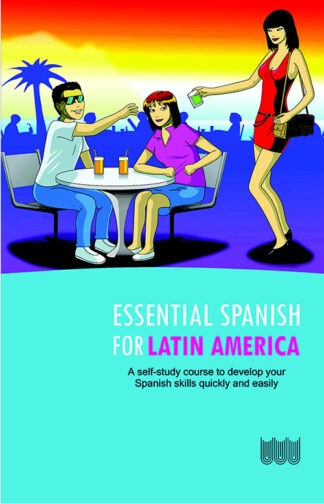 ESSENTIAL SPANISH
FOR LATIN AMERICA
A self-study course to develop your
Spanish skills quickly and easily